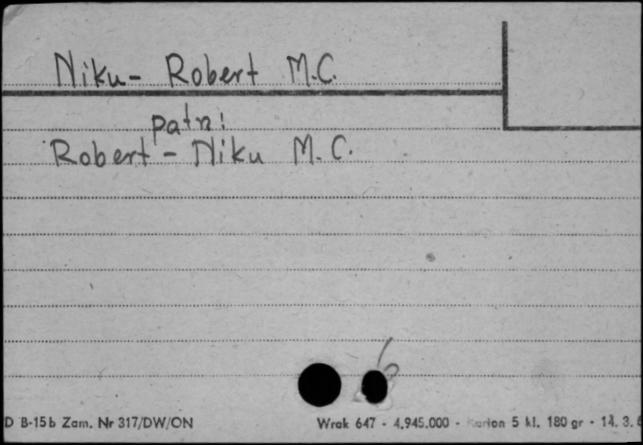 Niku- Robert M.C.
patrz:
Robert - Niku M. C.
D B-15b Zam. Nr 317/DW/ON
Wrak 647 - 4.945.000 - Karton 5 kl. 180 gr - 14. 3.